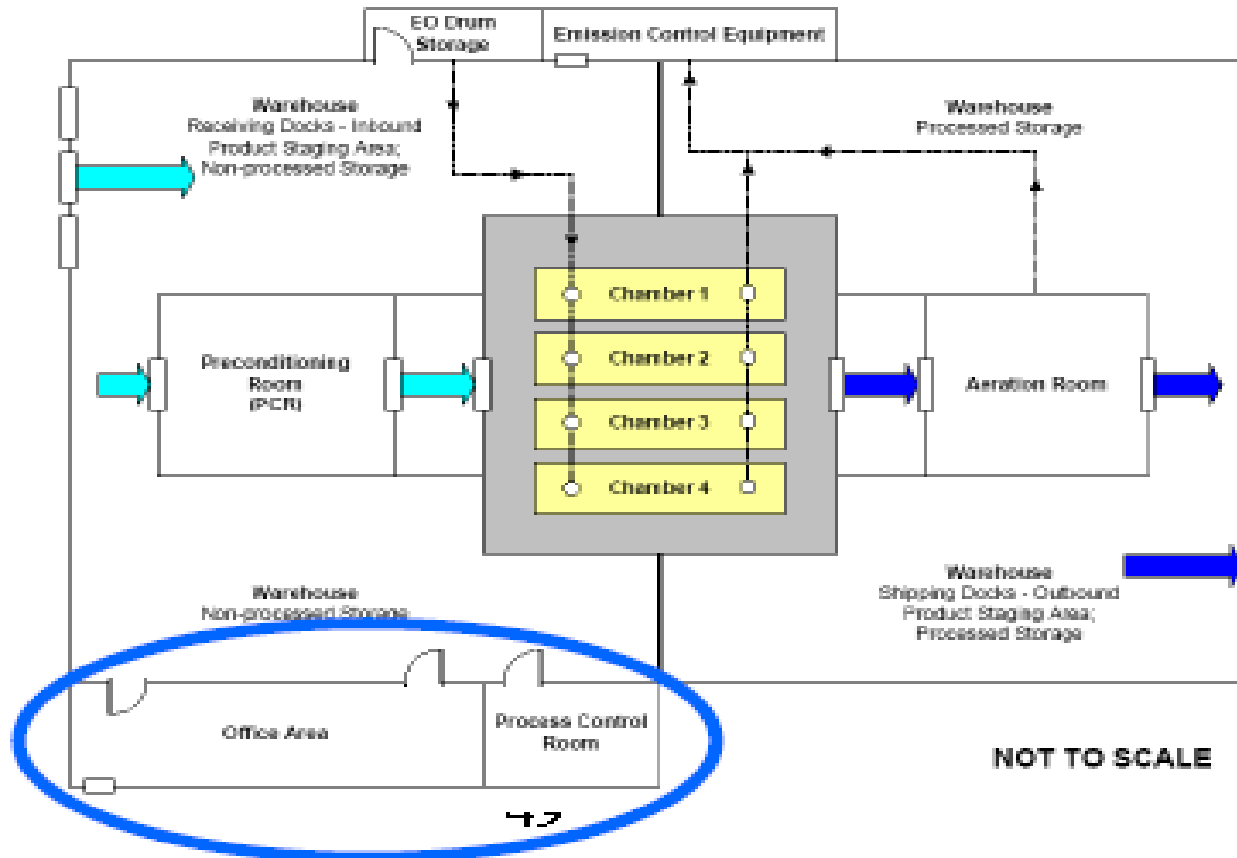 EO Drum
Storage
Emission Control Equipment
Warehouse
Receiving Docks - Inbound
Product Staging Area;
Non-processed Storage
Warehouse
Processed Storage
Chamber 1
Chamber 2
Chamber 3
Chamber 4
Preconditioning
Room
(PCR)
Aeration Room
Warehouse
Non-processed Storage
Warehouse
Shipping Docks - Outbound
Product Staging Area;
Processed Storage
Office Area
Process Control
Room
NOT TO SCALE